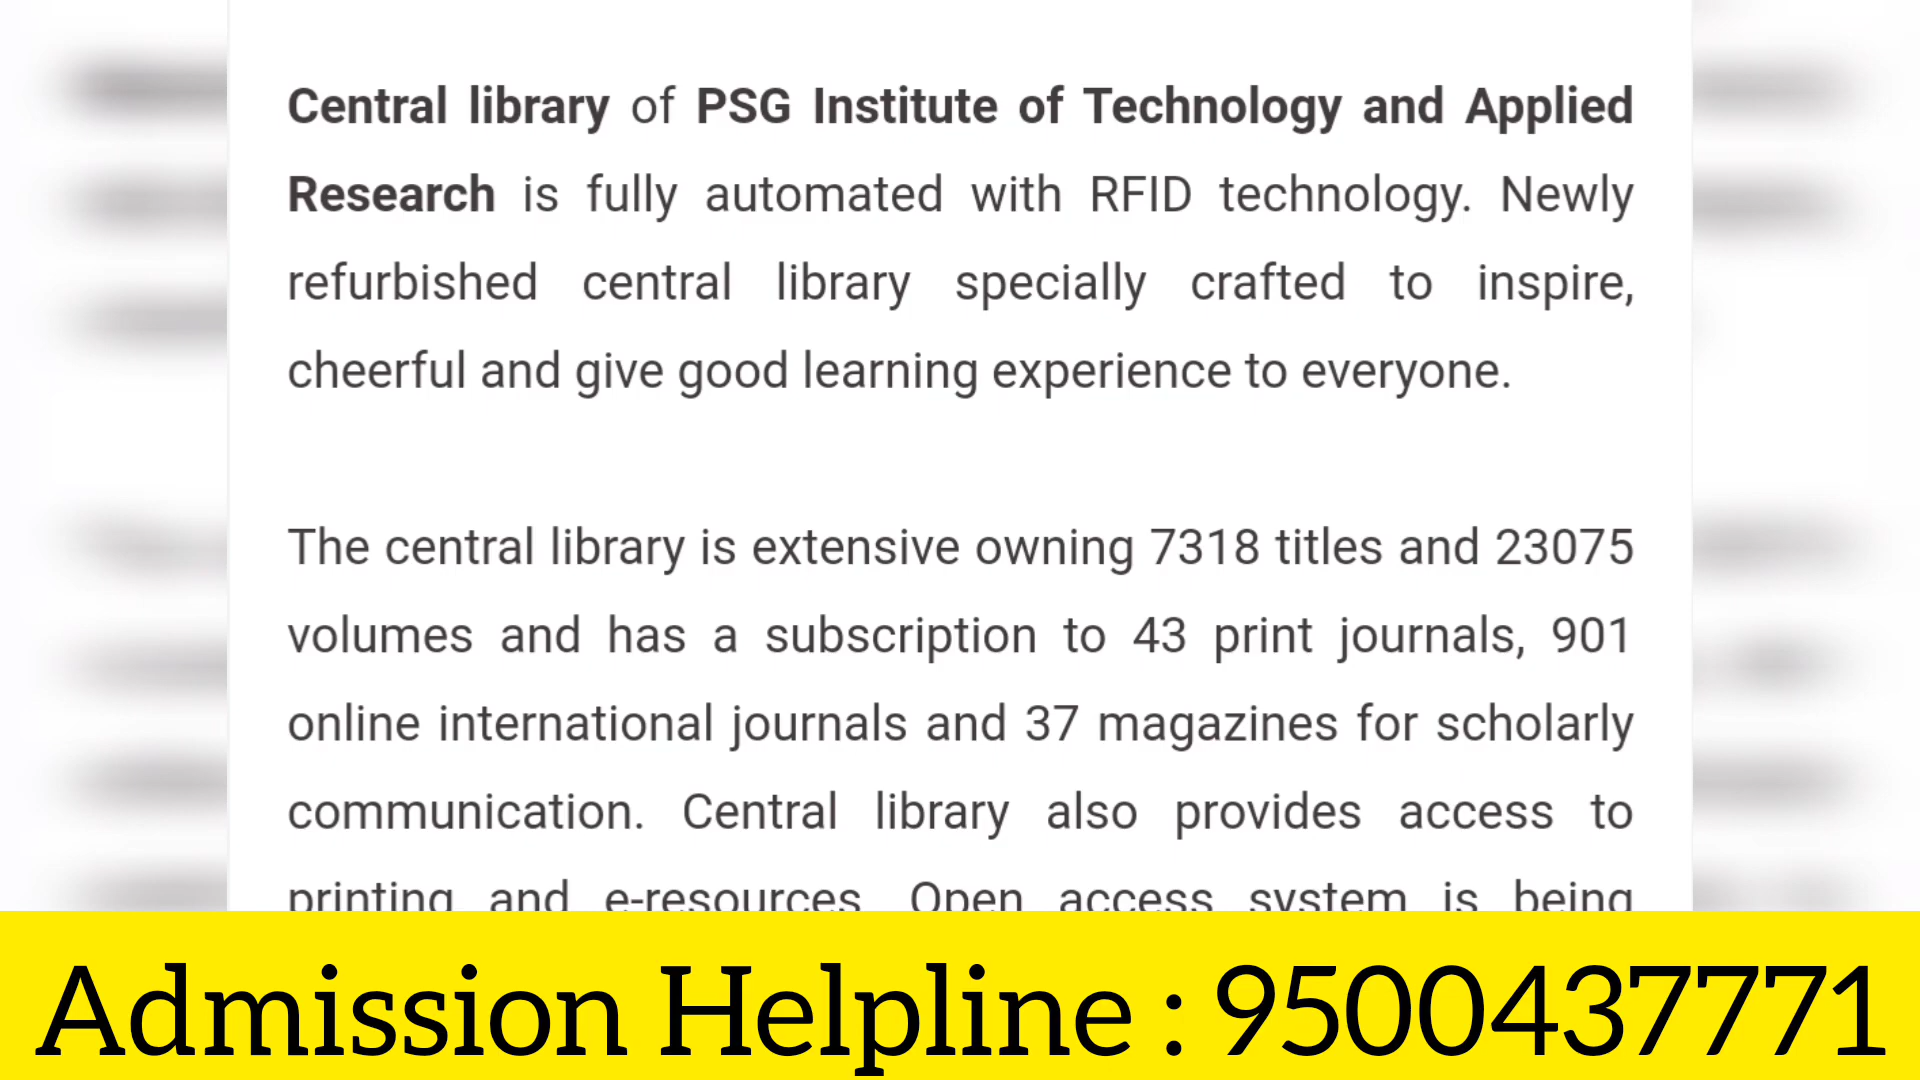 Central library of PSG Institute of Technology and Applied
Research is fully automated with RFID technology. Newly
refurbished central library specially crafted to inspire,
cheerful and give good learning experience to everyone.
The central library is extensive owning 7318 titles and 23075
volumes and has a subscription to 43 print journals, 901
online international journals and 37 magazines for scholarly
communication. Central library also provides access to
printing and e-resources. Open access system is being
Admission Helpline : 9500437771